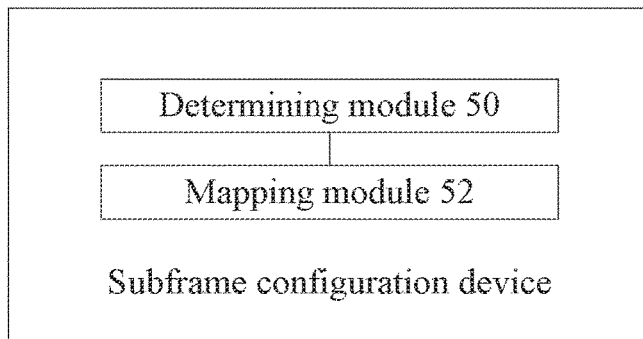 Determining module 50
Mapping module 52
Subframe configuration device